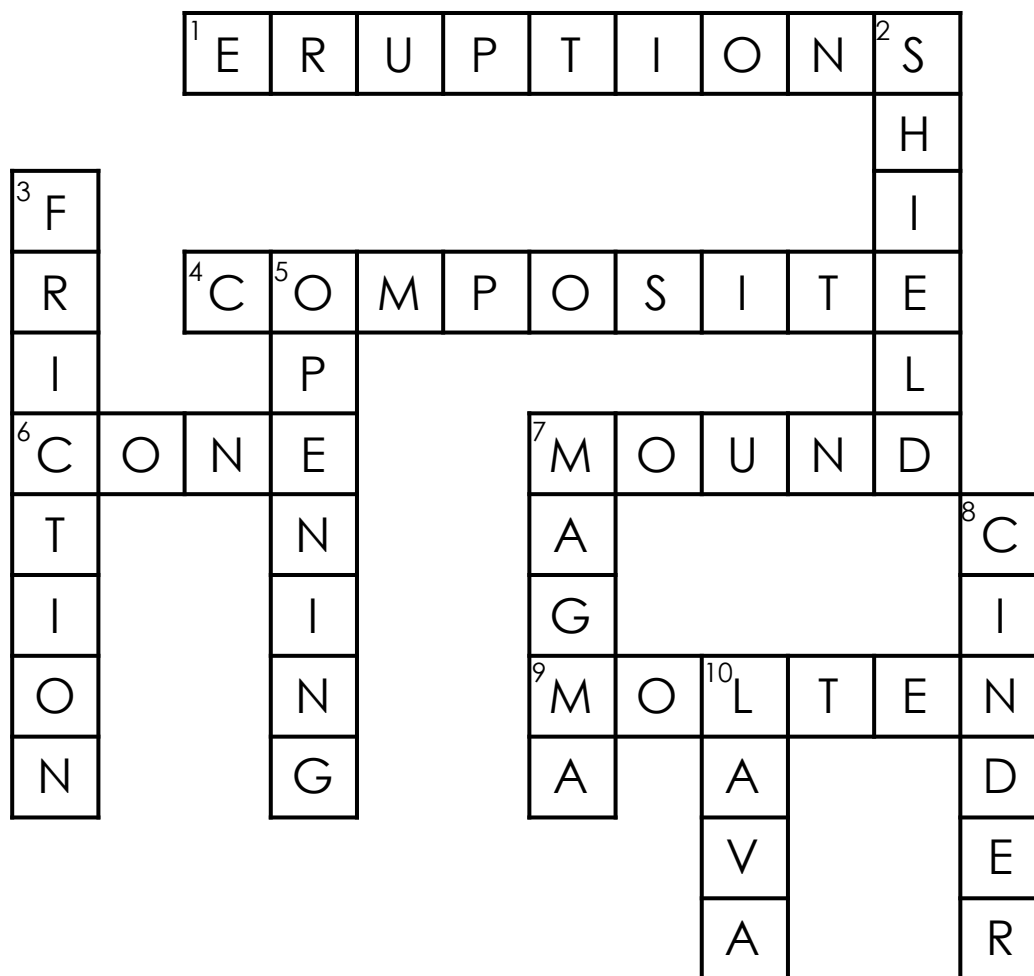 1 E R U P T I O N 2 S
H
3 F I
R 4 C 5 O M P O S I T E
I P L
6 C O N E 7 M O U N D
T N A 8 C
I I G I
O N 9 M O 10 L T E N
N G A A D
V E
A R